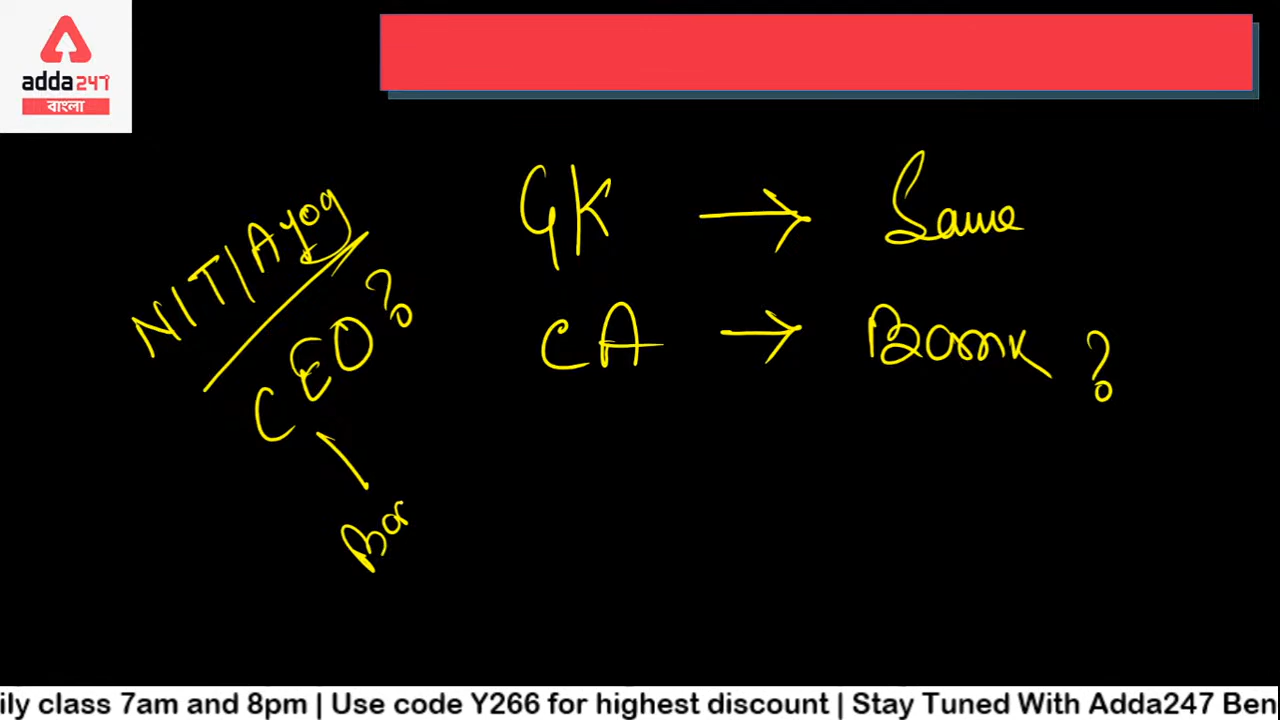 adda247
বাংলা
GK → Same
NITI Ayog
CEO?
CA → Bank ?
ily class 7am and 8pm | Use code Y266 for highest discount | Stay Tuned With Adda247 Ben